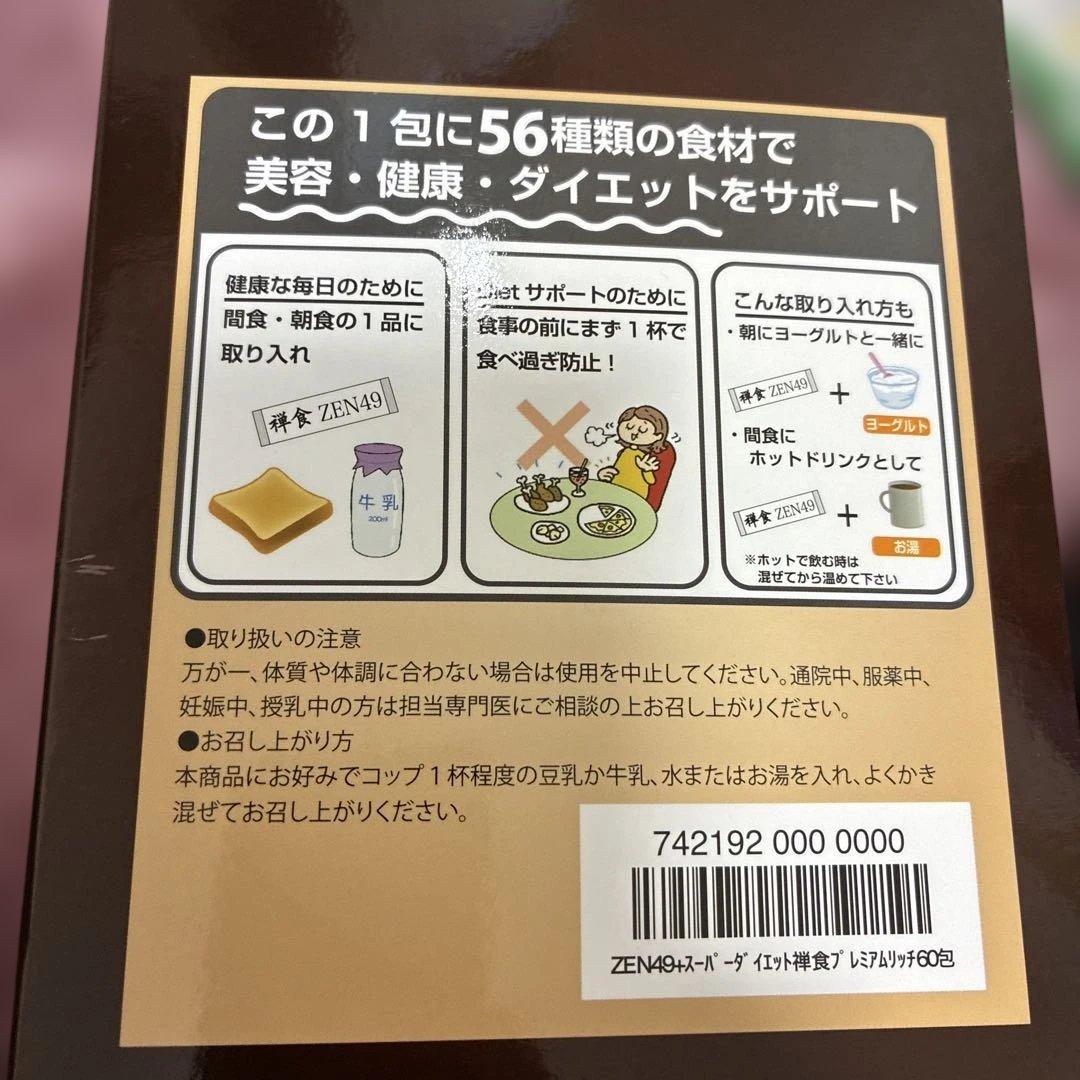 この1包に56種類の食材で
美容・健康・ダイエットをサポート
健康な毎日のために
間食・朝食の1品に
取り入れ
禅食 ZEN49
牛乳
200ml
Diet サポートのために
食事の前にまず1杯で
食べ過ぎ防止！
こんな取り入れ方も
・朝にヨーグルトと一緒に
禅食 ZEN49
+
ヨーグルト
・間食に
ホットドリンクとして
禅食 ZEN49
+
お湯
※ホットで飲む時は
混ぜてから温めて下さい
●取り扱いの注意
万が一、体質や体調に合わない場合は使用を中止してください。通院中、服薬中、
妊娠中、授乳中の方は担当専門医にご相談の上お召し上がりください。
●お召し上がり方
本商品にお好みでコップ1杯程度の豆乳か牛乳、水またはお湯を入れ、よくかき
混ぜてお召し上がりください。
742192 000 0000
ZEN49+ｽｰﾊﾟｰﾀﾞｲｴｯﾄ禅食ﾌﾟﾚﾐｱﾑﾘｯﾁ60包